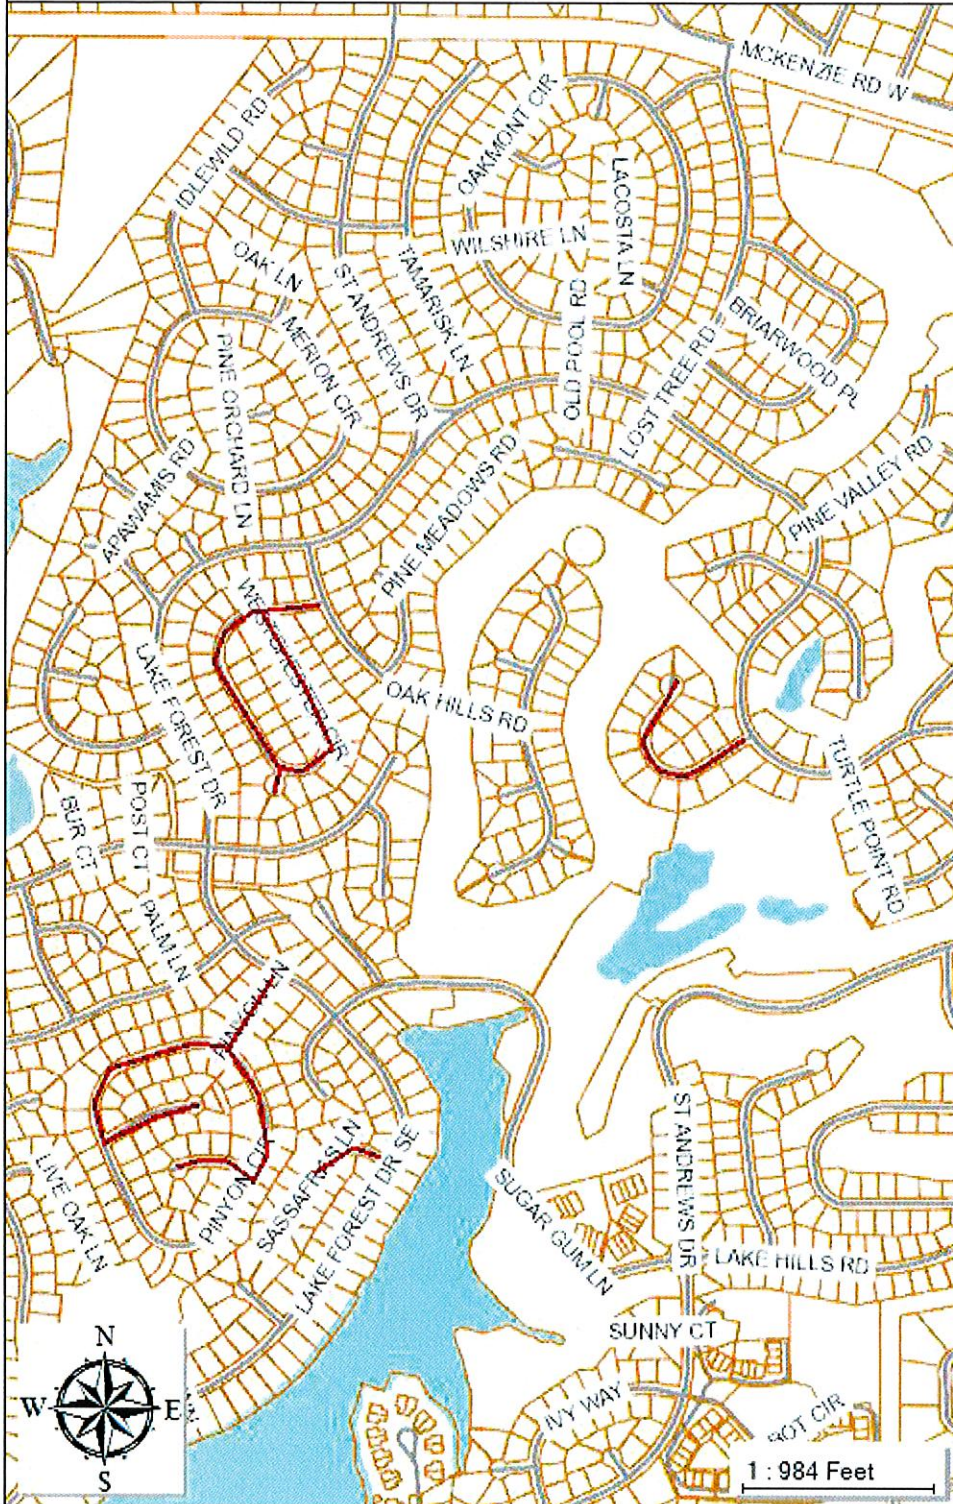 MCKENZIE RD W
IDLEWILD RD
OAKMONT CIR
LACOSTA LN
WILSHIRE LN
OAK LN
ST ANDREWS DR
TAMARISK LN
MERION CIR
OLD POOL RD
BRIARWOOD PL
LOST TREE RD
PINE ORCHARD LN
APAWAMIS RD
PINE MEADOWS RD
PINE VALLEY RD
LAKE FOREST DR
OAK HILLS RD
TURTLE POINT RD
BUR CT
POST CT
PALM LN
LIVE OAK LN
PINYON CIR
SASSAFRAS LN
LAKE FOREST DR SE
SUGAR GUM LN
ST ANDREWS DR
LAKE HILLS RD
SUNNY CT
IVY WAY
CIR
N
W E
S
1 : 984 Feet